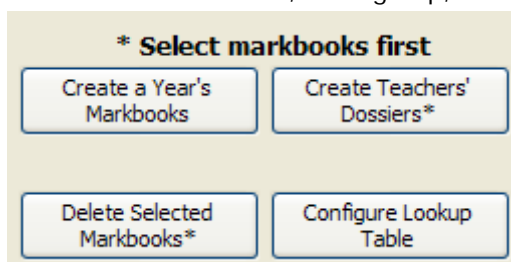 * Select markbooks first
Create a Year's
Markbooks
Create Teachers'
Dossiers*
Delete Selected
Markbooks*
Configure Lookup
Table